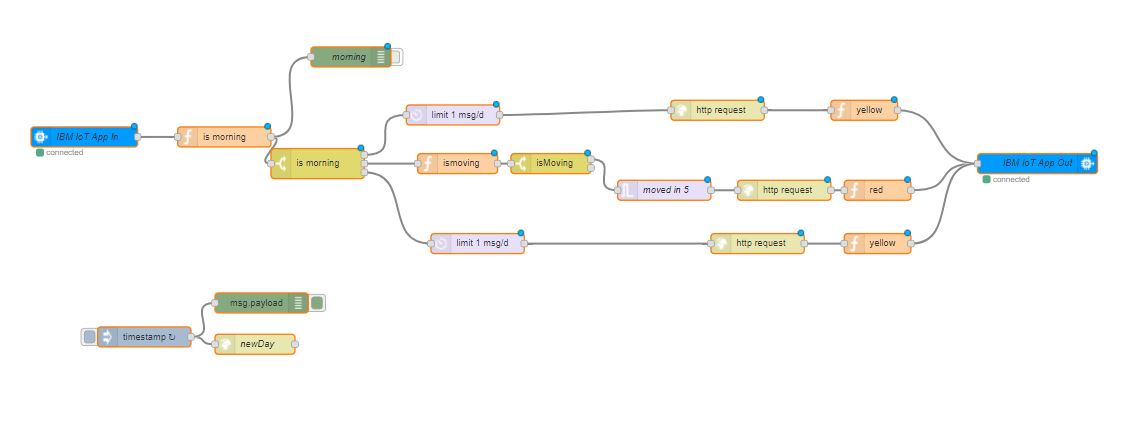 morning
limit 1 msg/d
http request
yellow
IBM IoT App In
is morning
connected
is morning
ismoving
isMoving
IBM IoT App Out
connected
moved in 5
http request
red
limit 1 msg/d
http request
yellow
msg.payload
timestamp ↻
newDay